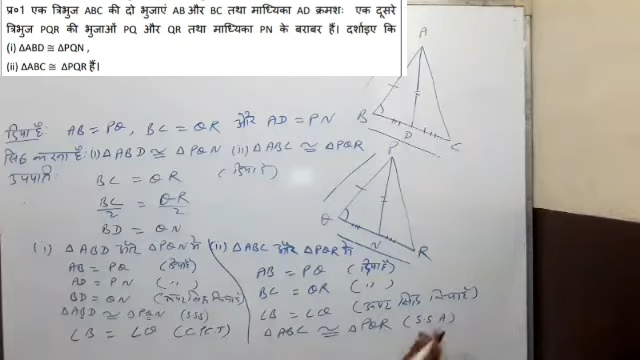 प्र०1 एक त्रिभुज ABC की दो भुजाएं AB और BC तथा माध्यिका AD क्रमशः एक दूसरे
त्रिभुज PQR की भुजाओं PQ और QR तथा माध्यिका PN के बराबर हैं। दर्शाइए कि
(i) ΔABD ≅ ΔPQN ,
(ii) ΔABC ≅ ΔPQR हैं।
दिया है: AB = PQ , BC = QR और AD = PN
सिद्ध करना है: (i) ΔABD ≅ ΔPQN (ii) ΔABC ≅ ΔPQR
उपपत्ति
BC = QR (दिया है)
BC/2 = QR/2
BD = QN
(i) ΔABD और ΔPQN में
AB = PQ (दिया है)
AD = PN ( ,, )
BD = QN (ऊपर सिद्ध किया है)
ΔABD ≅ ΔPQN (SSS)
∠B = ∠Q (CPCT)
(ii) ΔABC और ΔPQR में
AB = PQ (दिया है)
BC = QR ( ,, )
∠B = ∠Q (ऊपर सिद्ध किया है)
ΔABC ≅ ΔPQR (S.S.A)
A
B
D
C
P
Q
N
R